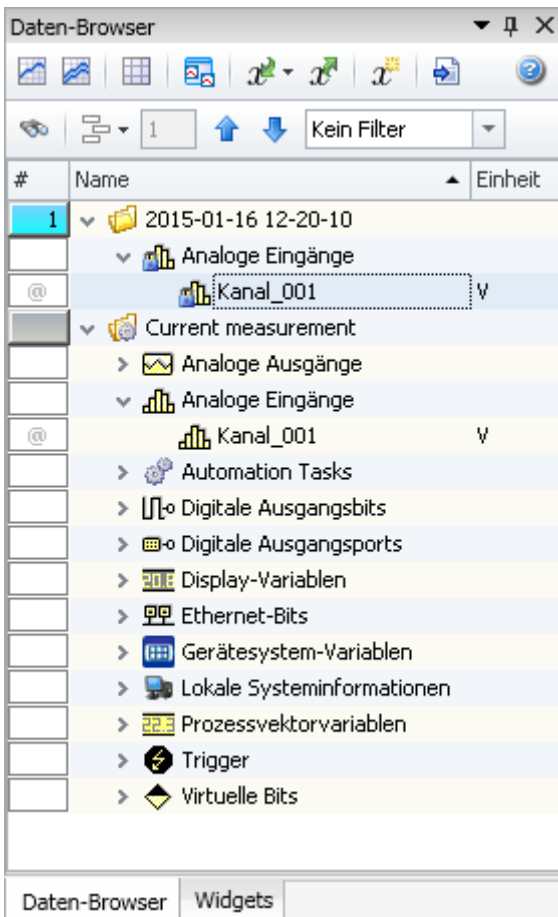 Daten-Browser
1 Kein Filter
# Name Einheit
1 2015-01-16 12-20-10
Analoge Eingänge
@ Kanal_001 V
Current measurement
Analoge Ausgänge
Analoge Eingänge
@ Kanal_001 V
Automation Tasks
Digitale Ausgangsbits
Digitale Ausgangsports
Display-Variablen
Ethernet-Bits
Gerätesystem-Variablen
Lokale Systeminformationen
Prozessvektorvariablen
Trigger
Virtuelle Bits
Daten-Browser Widgets